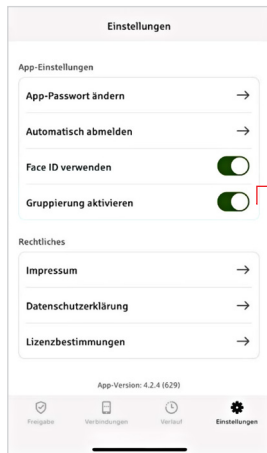 Einstellungen
App-Einstellungen
App-Passwort ändern
Automatisch abmelden
Face ID verwenden
Gruppierung aktivieren
Rechtliches
Impressum
Datenschutzerklärung
Lizenzbestimmungen
App-Version: 4.2.4 (629)
Freigabe Verbindungen Verlauf Einstellungen